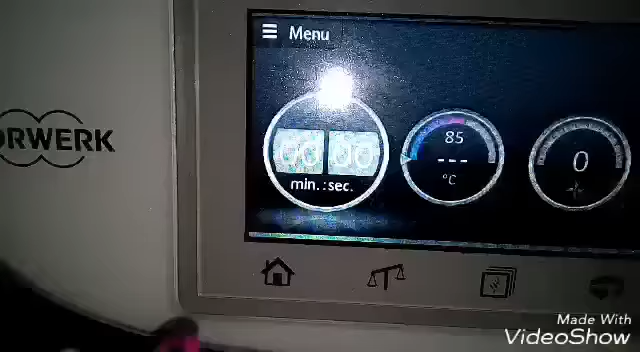 Menu
ORWERK
00 00
min. :sec.
85
---
°C
0
Made With
VideoShow